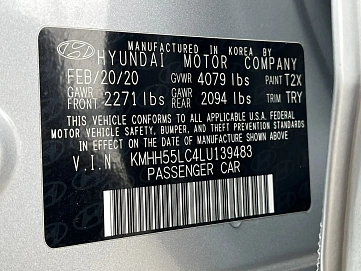 MANUFACTURED IN KOREA BY
HYUNDAI MOTOR COMPANY
FEB/20/20 GVWR 4079 lbs PAINT T2X
GAWR FRONT 2271 lbs GAWR REAR 2094 lbs TRIM TRY
THIS VEHICLE CONFORMS TO ALL APPLICABLE U.S.A. FEDERAL
MOTOR VEHICLE SAFETY, BUMPER, AND THEFT PREVENTION STANDARDS
IN EFFECT ON THE DATE OF MANUFACTURE SHOWN ABOVE.
V.I.N. KMHH55LC4LU139483
PASSENGER CAR